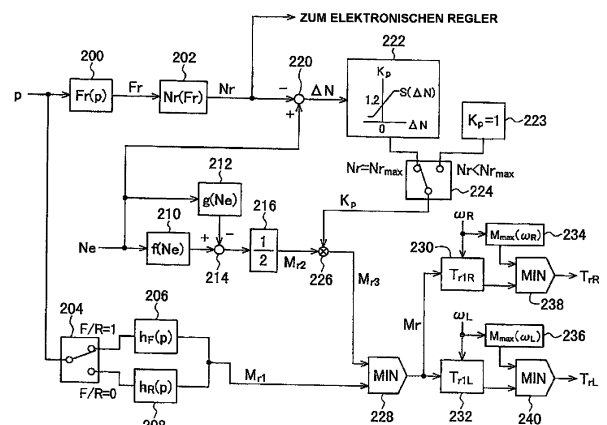 ZUM ELEKTRONISCHEN REGLER
200
202
220
222
p
Fr(p)
Fr
Nr(Fr)
Nr
−
+
ΔN
Kp
1.2
S(ΔN)
0
ΔN
Kp=1
223
212
g(Ne)
Nr=Nrmax
Nr<Nrmax
224
210
216
Kp
ωR
Mmax(ωR)
234
Ne
f(Ne)
+
−
214
1/2
Mr2
226
230
Tr1R
MIN
TrR
238
Mr3
204
F/R=1
206
hF(p)
Mr
ωL
Mmax(ωL)
236
F/R=0
hR(p)
Mr1
MIN
228
Tr1L
232
MIN
TrL
240
208